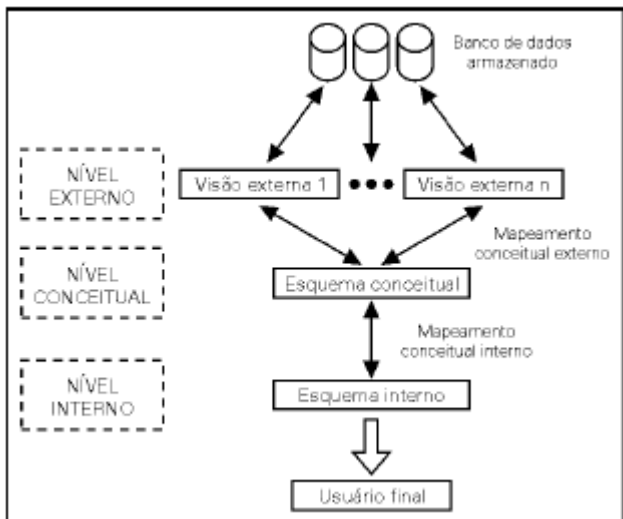 Banco de dados
armazenado
NÍVEL
EXTERNO
Visão externa 1
Visão externa n
Mapeamento
conceitual externo
NÍVEL
CONCEITUAL
Esquema conceitual
Mapeamento
conceitual interno
NÍVEL
INTERNO
Esquema interno
Usuário final